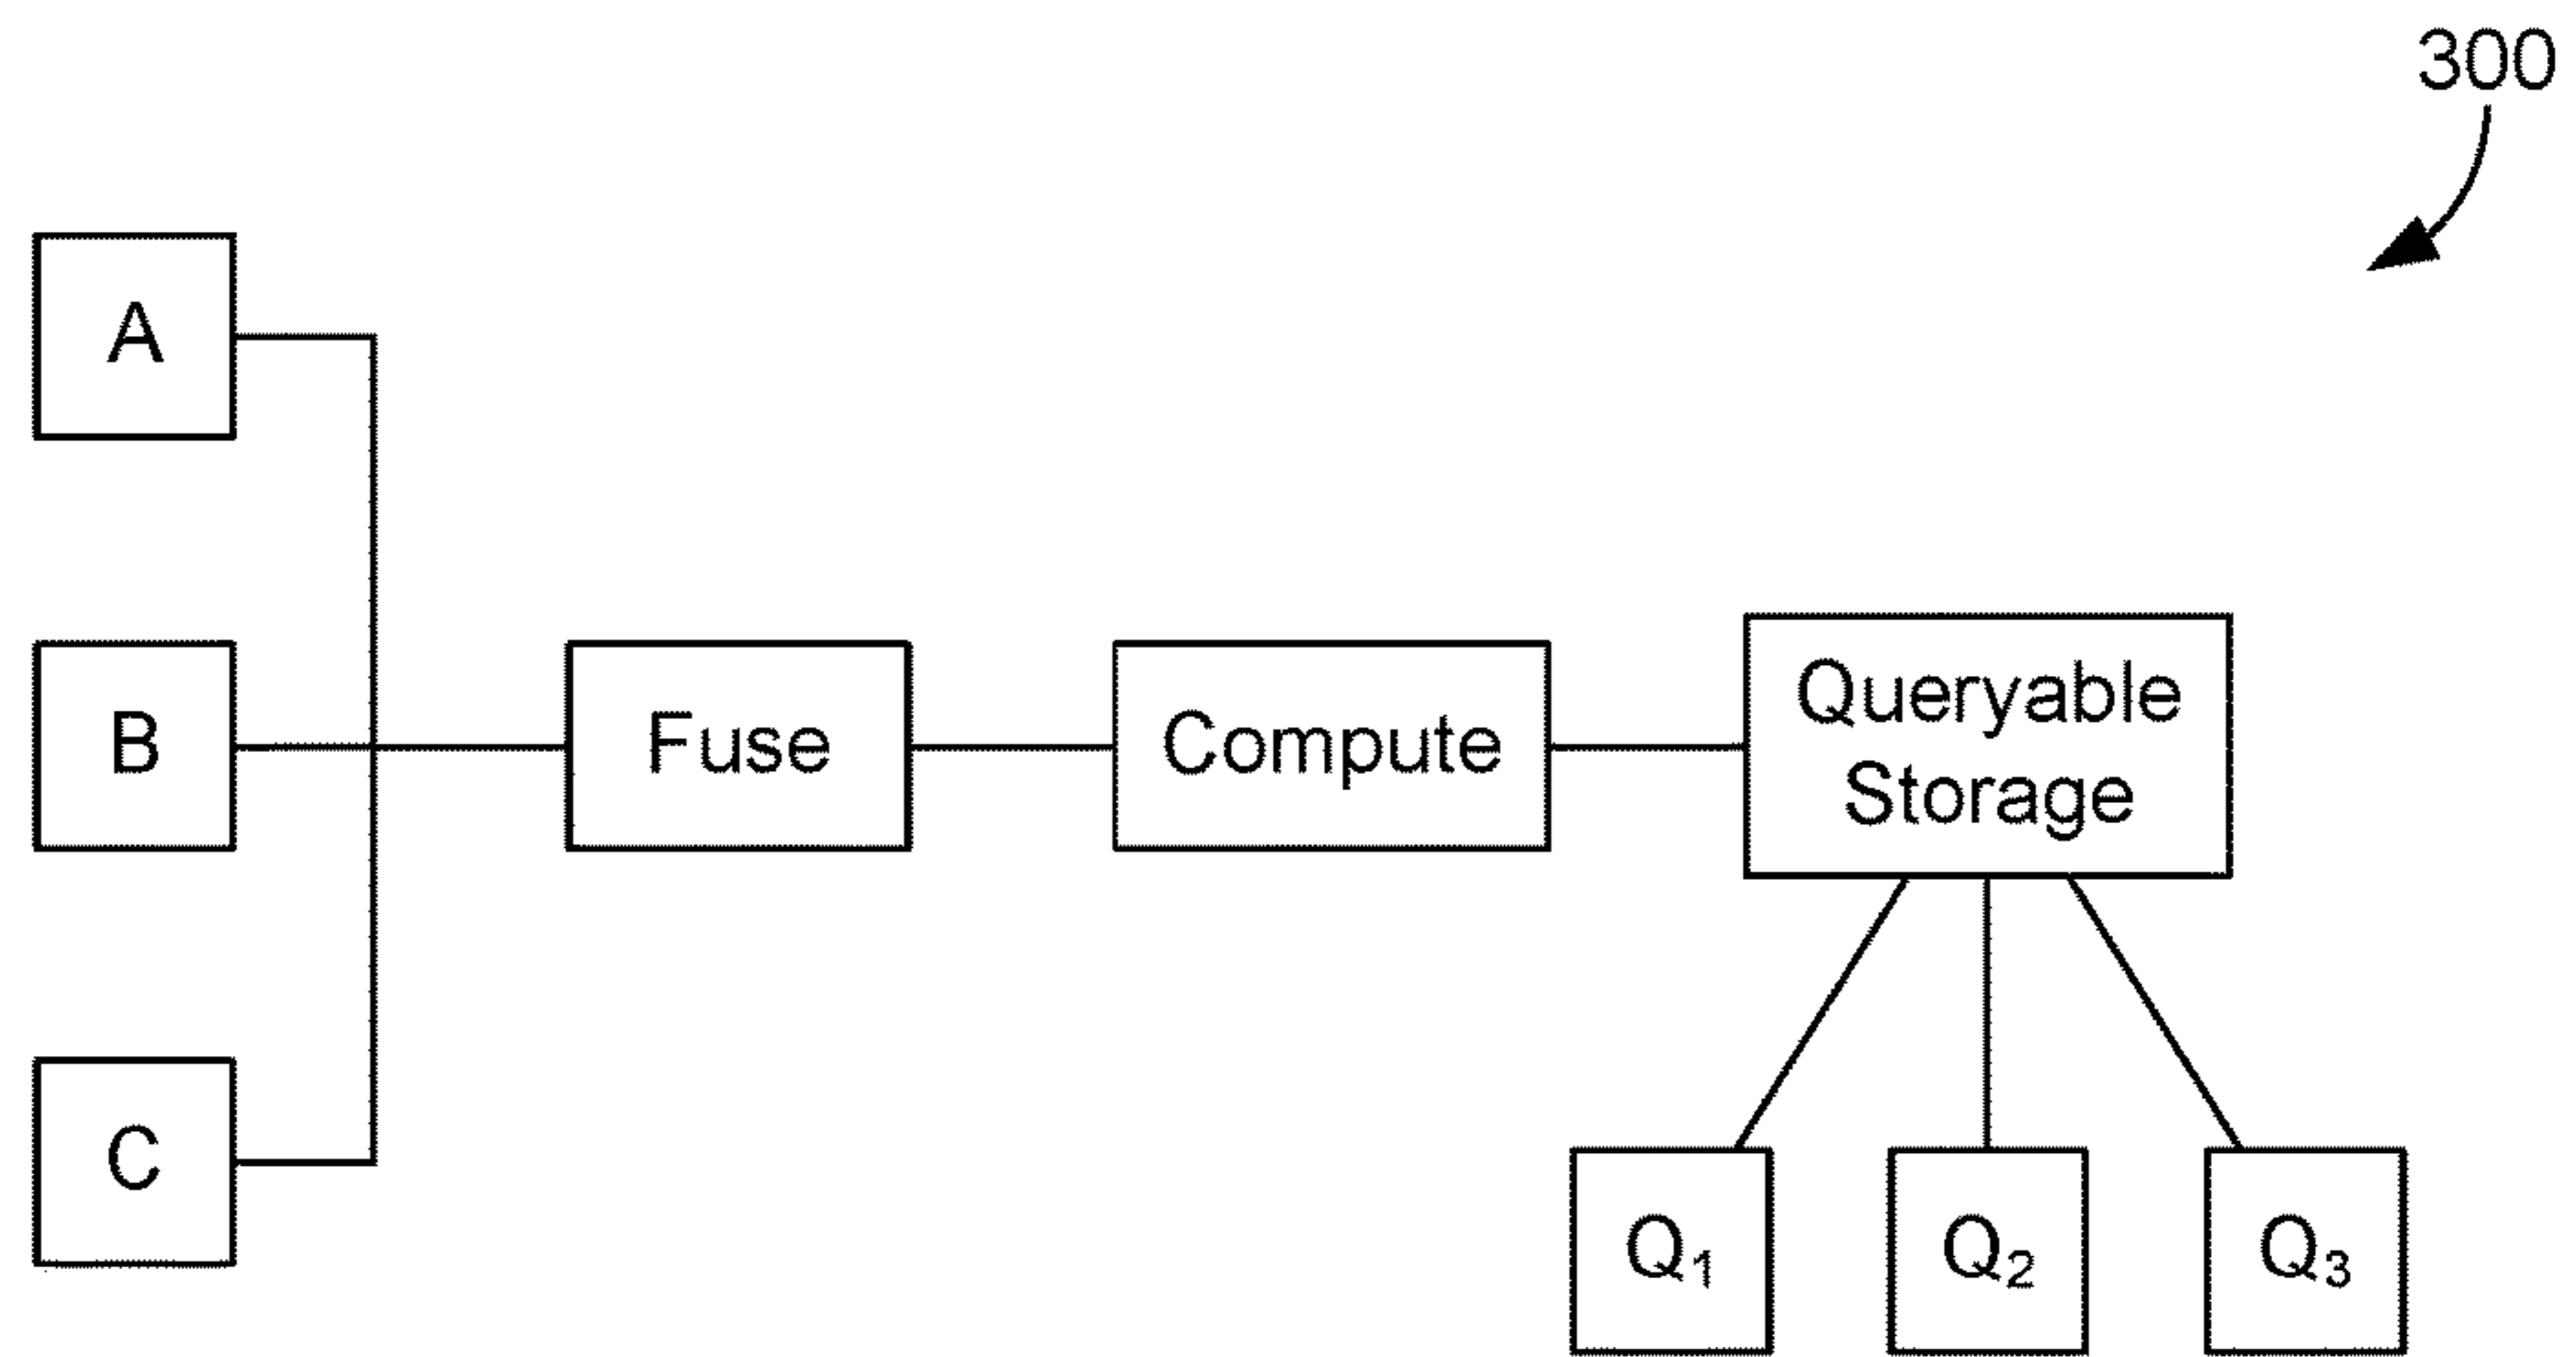 300
A
B
Fuse
Compute
Queryable
Storage
C
Q₁
Q₂
Q₃